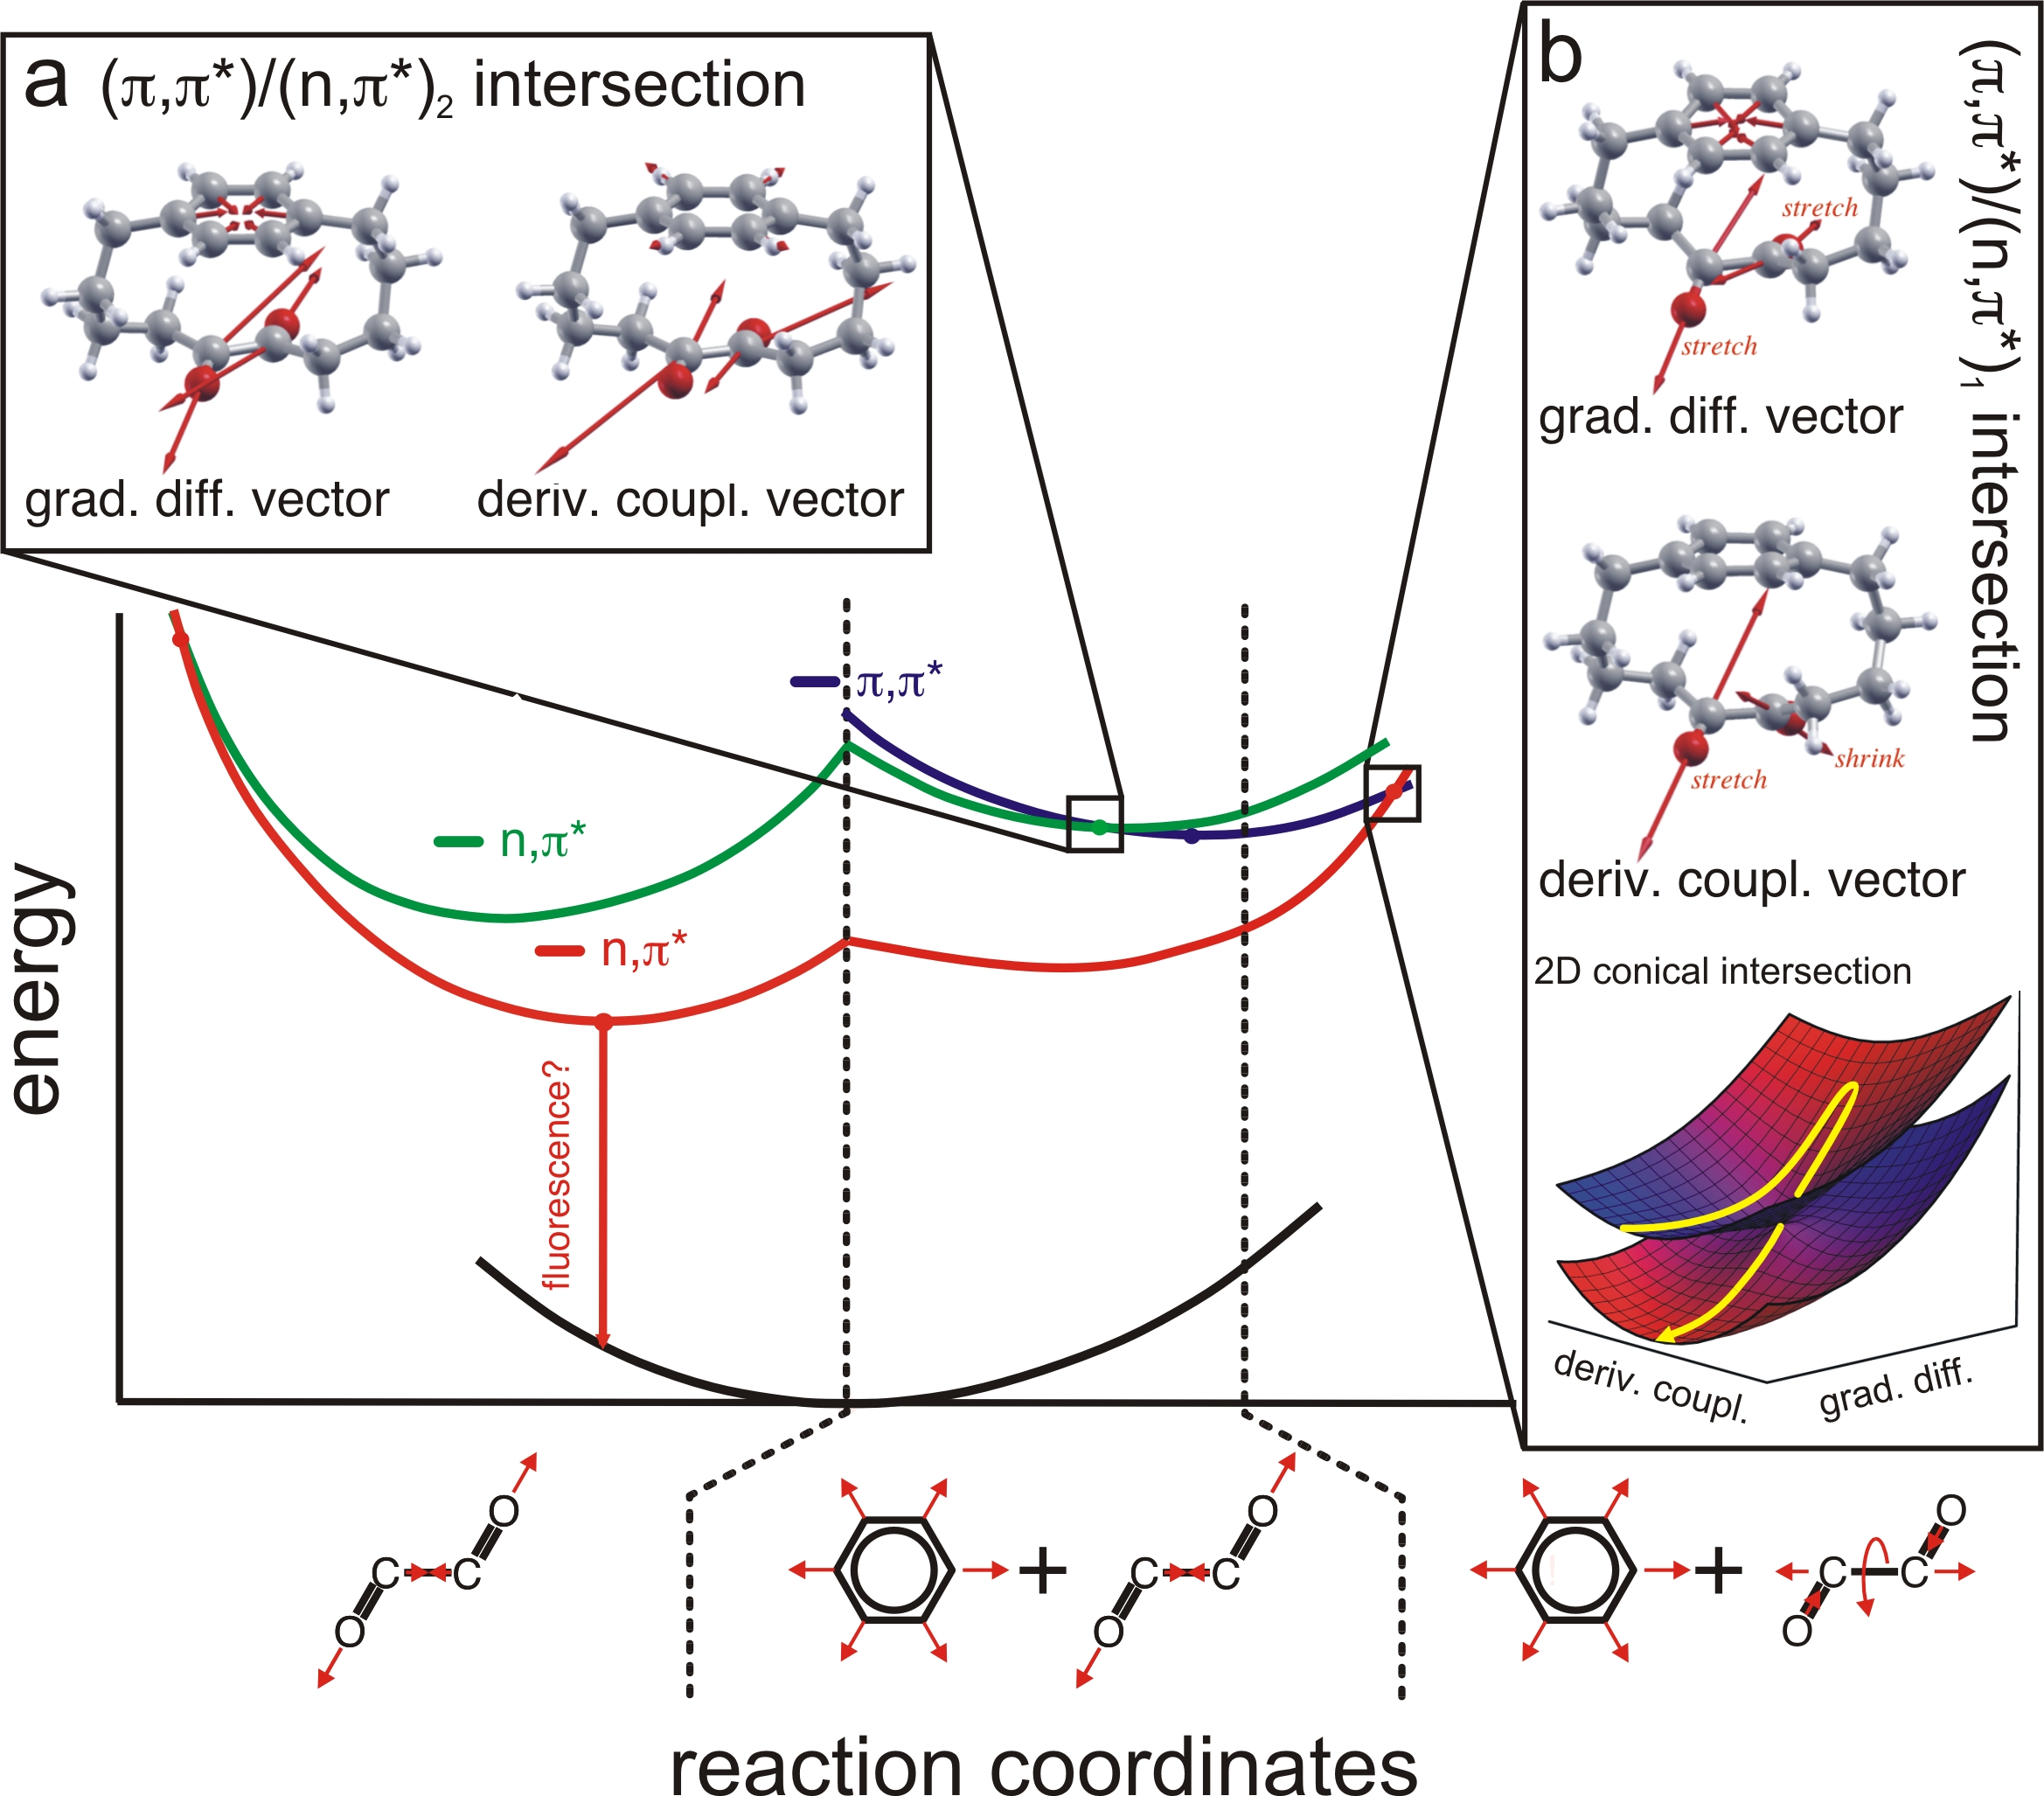 a (π,π*)/(n,π*)₂ intersection
grad. diff. vector
deriv. coupl. vector
b
(π,π*)/(n,π*)₁ intersection
stretch
stretch
grad. diff. vector
stretch
shrink
deriv. coupl. vector
2D conical intersection
deriv. coupl.
grad. diff.
energy
π,π*
n,π*
n,π*
fluorescence?
O
C C
O
+
O
C C
O
+
O
C C
O
reaction coordinates